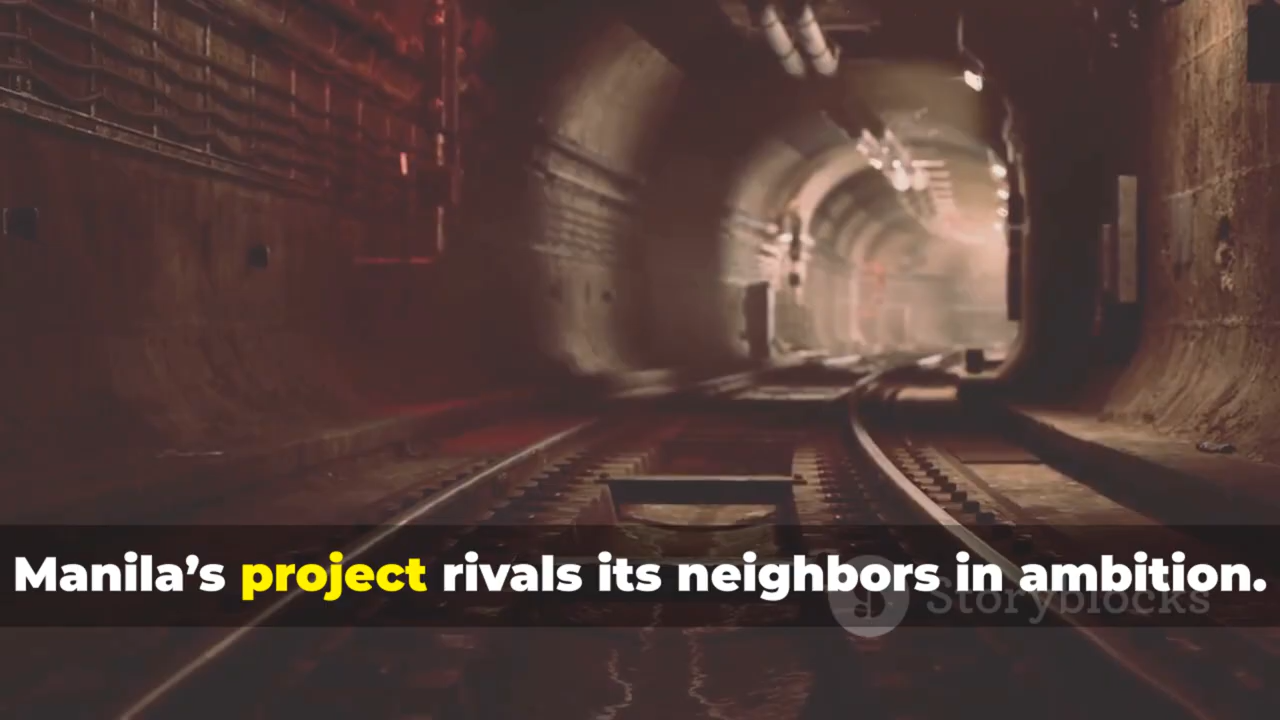 Manila’s project rivals its neighbors in ambition.
Storyblocks